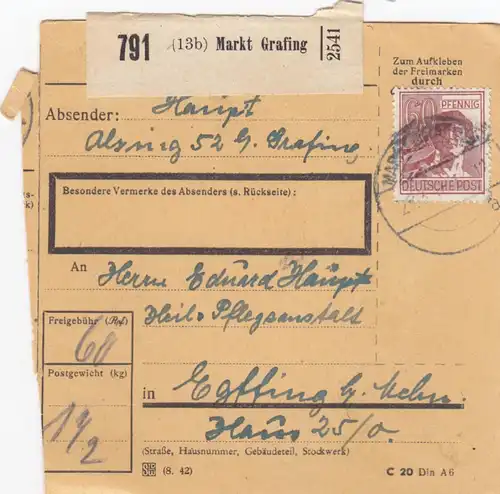 791 (13b) Markt Grafing 2541
Zum Aufkleben
der Freimarken
durch
60 PFENNIG
DEUTSCHE POST
Absender: Haupt
Alxing 52 b. Grafing.
Besondere Vermerke des Absenders (s. Rückseite):
An Herrn Eduard Haupt
Heil- Pflegeanstalt
Freigebühr (Rpf)
60
Postgewicht (kg)
1 1/2
in Eglfing b. Mchn.
Haus 25/0.
(Straße, Hausnummer, Gebäudeteil, Stockwerk)
(8. 42)
C 20 Din A6